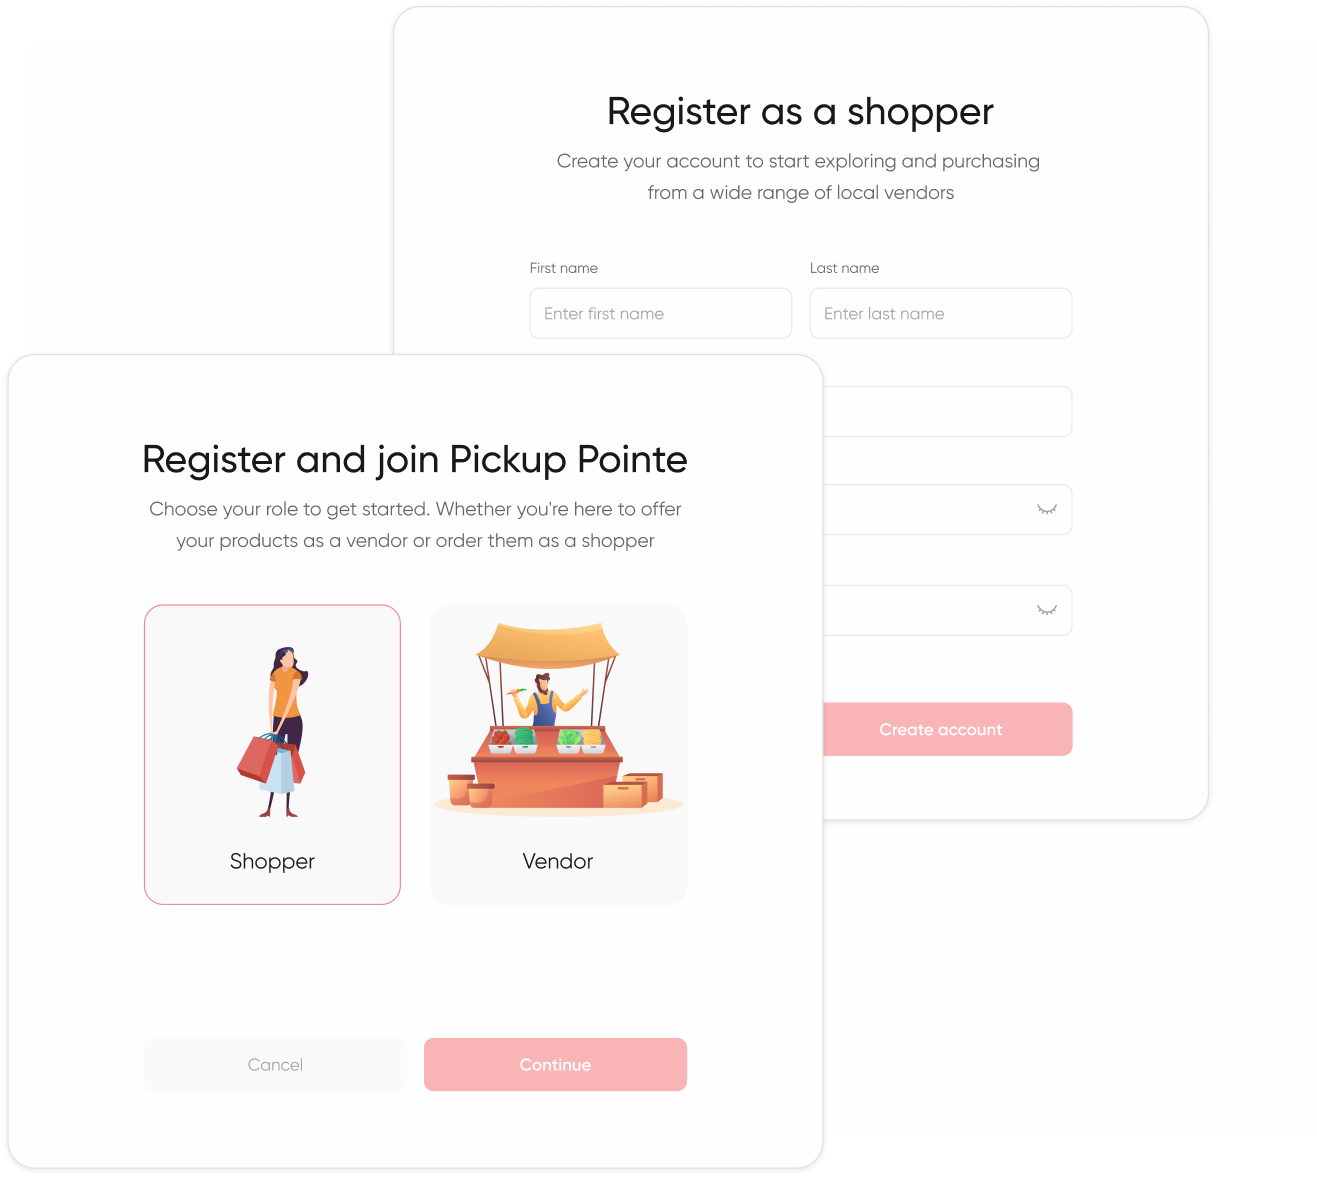 Register as a shopper
Create your account to start exploring and purchasing
from a wide range of local vendors
First name
Last name
Enter first name
Enter last name
Create account
Register and join Pickup Pointe
Choose your role to get started. Whether you're here to offer
your products as a vendor or order them as a shopper
Shopper
Vendor
Cancel
Continue